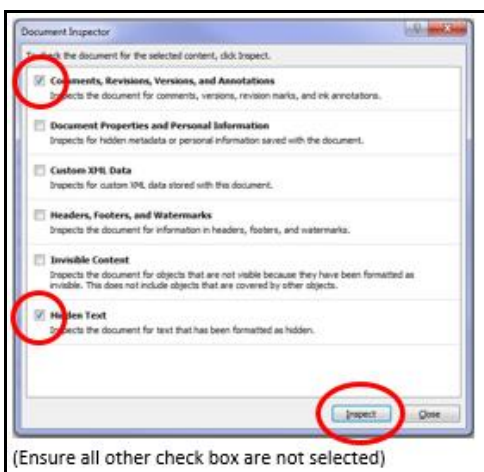 Document Inspector
To check the document for the selected content, click Inspect.
Comments, Revisions, Versions, and Annotations
Inspects the document for comments, versions, revision marks, and ink annotations.
Document Properties and Personal Information
Inspects for hidden metadata or personal information saved with the document.
Custom XML Data
Inspects for custom XML data stored with this document.
Headers, Footers, and Watermarks
Inspects the document for information in headers, footers, and watermarks.
Invisible Content
Inspects the document for objects that are not visible because they have been formatted as
invisible. This does not include objects that are covered by other objects.
Hidden Text
Inspects the document for text that has been formatted as hidden.
Inspect Close
(Ensure all other check box are not selected)